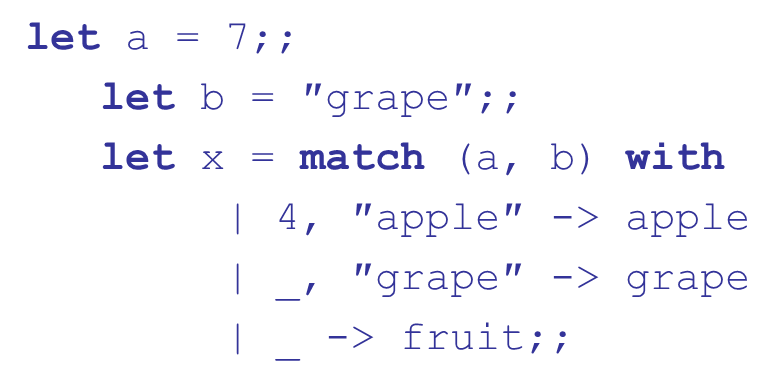 let a = 7;;
let b = "grape";;
let x = match (a, b) with
| 4, "apple" -> apple
| _, "grape" -> grape
| _ -> fruit;;